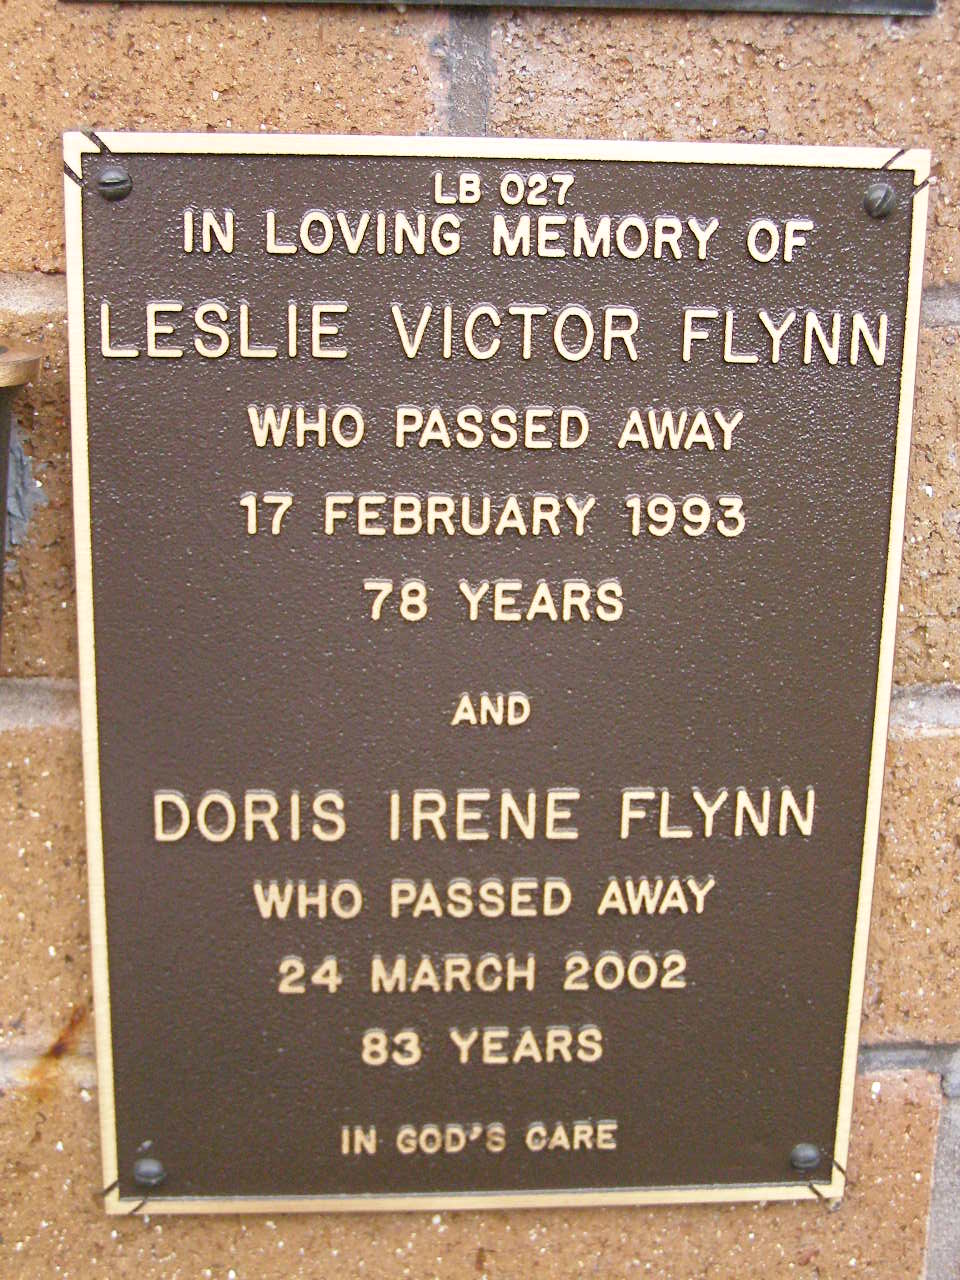 LB 027
IN LOVING MEMORY OF
LESLIE VICTOR FLYNN
WHO PASSED AWAY
17 FEBRUARY 1993
78 YEARS
AND
DORIS IRENE FLYNN
WHO PASSED AWAY
24 MARCH 2002
83 YEARS
IN GOD'S CARE